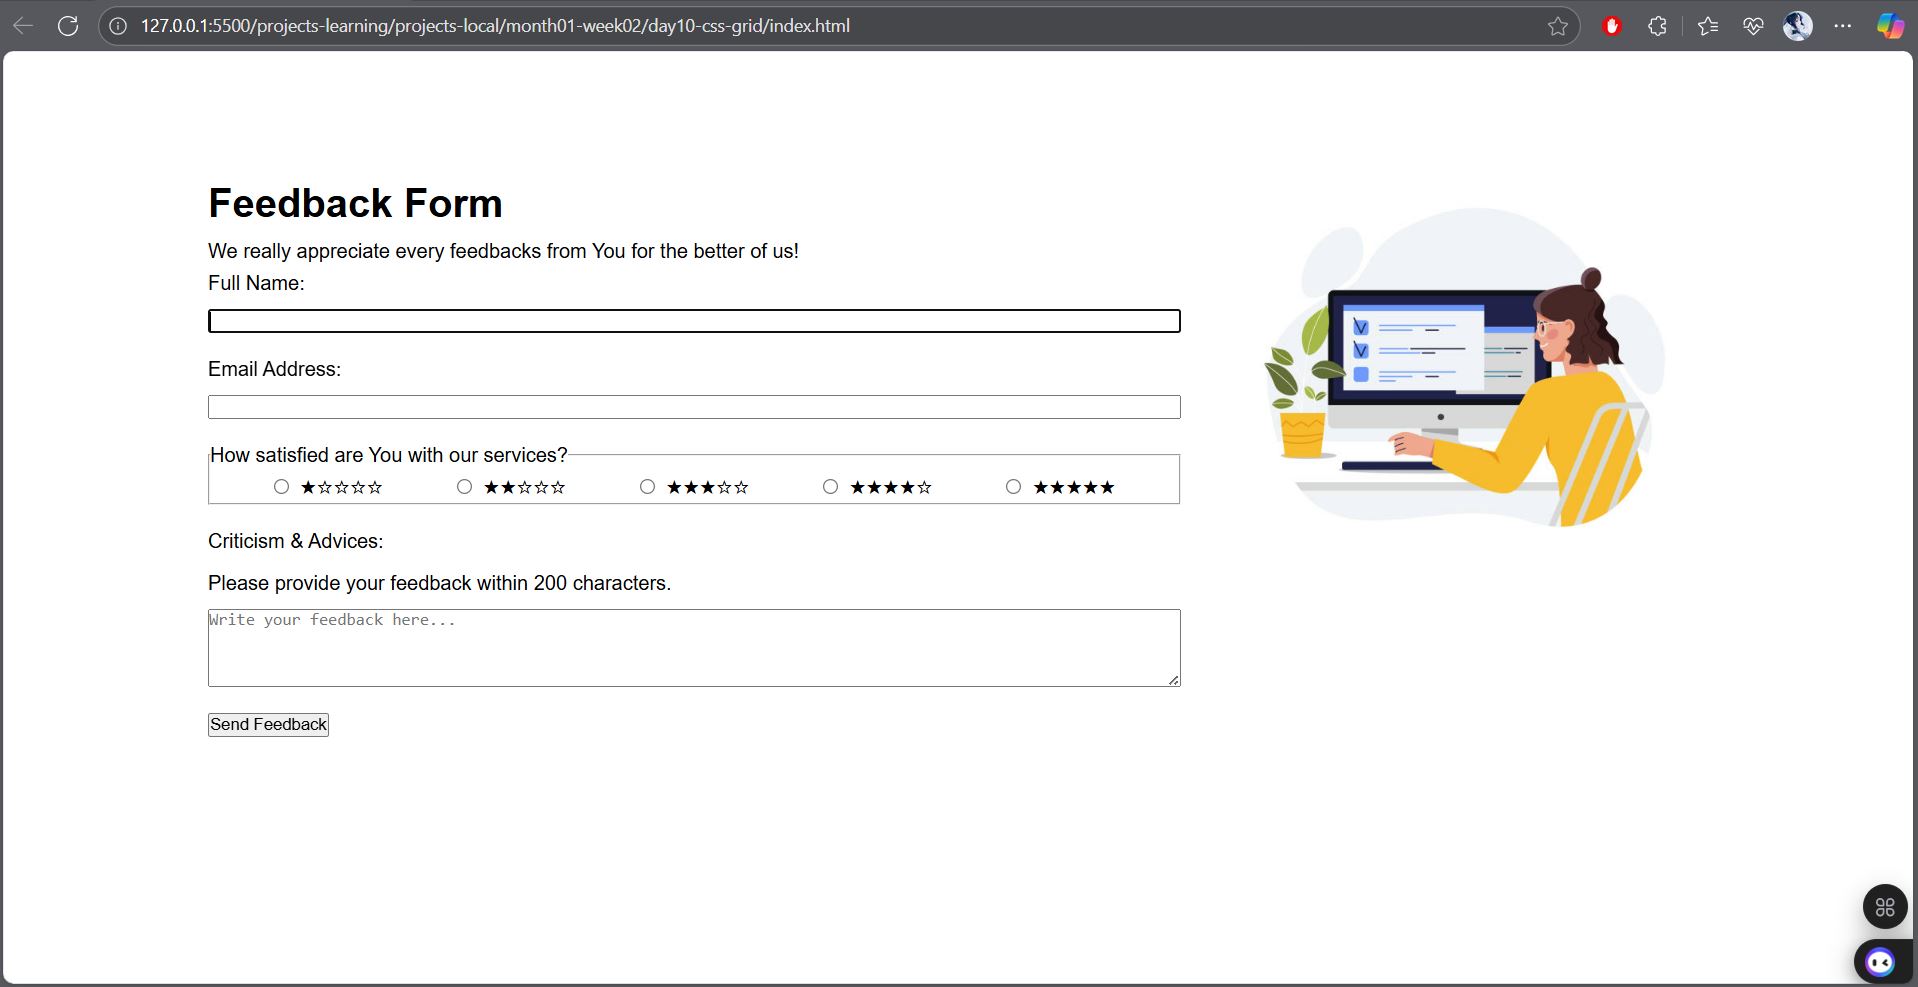 127.0.0.1:5500/projects-learning/projects-local/month01-week02/day10-css-grid/index.html
Feedback Form
We really appreciate every feedbacks from You for the better of us!
Full Name:
Email Address:
How satisfied are You with our services?
★☆☆☆☆ ★★☆☆☆ ★★★☆☆ ★★★★☆ ★★★★★
Criticism & Advices:
Please provide your feedback within 200 characters.
Write your feedback here...
Send Feedback